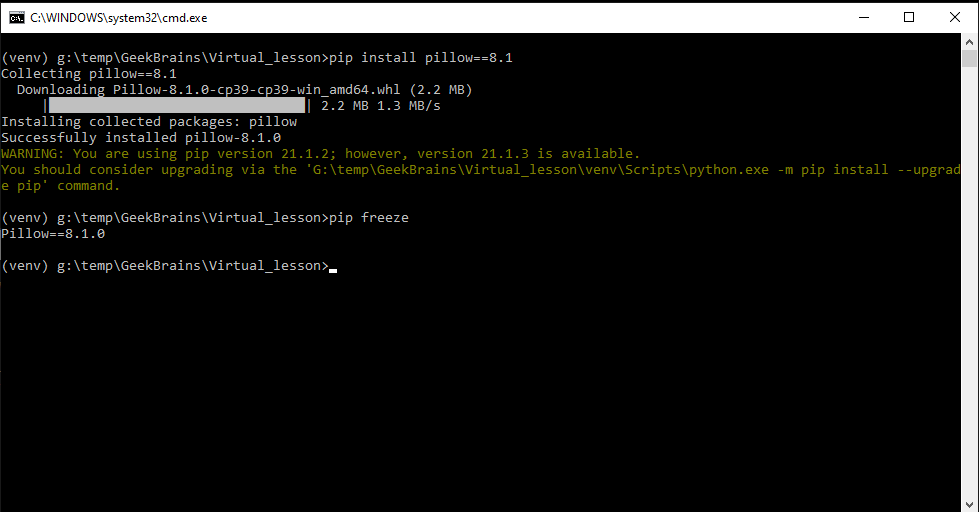 C:\WINDOWS\system32\cmd.exe
(venv) g:\temp\GeekBrains\Virtual_lesson>pip install pillow==8.1
Collecting pillow==8.1
  Downloading Pillow-8.1.0-cp39-cp39-win_amd64.whl (2.2 MB)
     |████████████████████████████████| 2.2 MB 1.3 MB/s
Installing collected packages: pillow
Successfully installed pillow-8.1.0
WARNING: You are using pip version 21.1.2; however, version 21.1.3 is available.
You should consider upgrading via the 'G:\temp\GeekBrains\Virtual_lesson\venv\Scripts\python.exe -m pip install --upgrad
e pip' command.
(venv) g:\temp\GeekBrains\Virtual_lesson>pip freeze
Pillow==8.1.0
(venv) g:\temp\GeekBrains\Virtual_lesson>